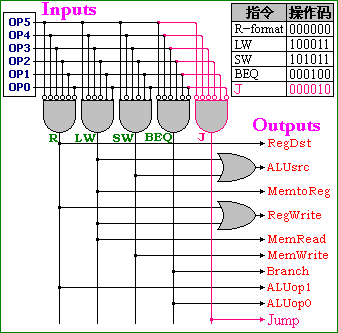 Inputs
OP5
OP4
OP3
OP2
OP1
OP0
指令 操作码
R-format 000000
LW 100011
SW 101011
BEQ 000100
J 000010
R LW SW BEQ J
Outputs
RegDst
ALUsrc
MemtoReg
RegWrite
MemRead
MemWrite
Branch
ALUop1
ALUop0
Jump